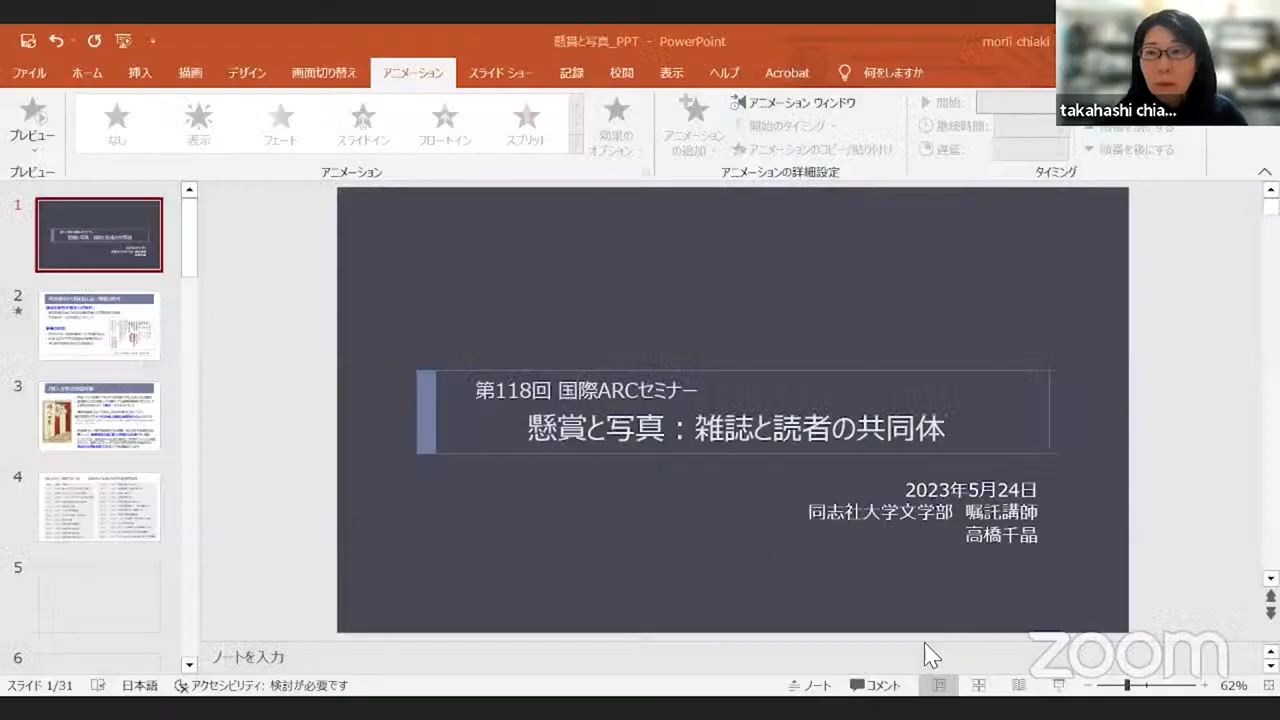 懸賞と写真_PPT - PowerPoint
morii chiaki
ファイル ホーム 挿入 描画 デザイン 画面切り替え アニメーション スライド ショー 記録 校閲 表示 ヘルプ Acrobat 何をしますか
takahashi chia...
プレビュー
なし 表示 フェード スライドイン フロートイン スプリット
効果の
オプション
アニメーション
の追加
アニメーション ウィンドウ
開始のタイミング
アニメーションのコピー/貼り付け
開始:
継続時間:
遅延:
順番を後にする
プレビュー アニメーション アニメーションの詳細設定 タイミング
1
2
3
4
5
6
第118回 国際ARCセミナー
懸賞と写真：雑誌と読者の共同体
2023年5月24日
同志社大学文学部 嘱託講師
高橋千晶
ノートを入力
zoom
スライド 1/31 日本語 アクセシビリティ: 検討が必要です ノート コメント 62%